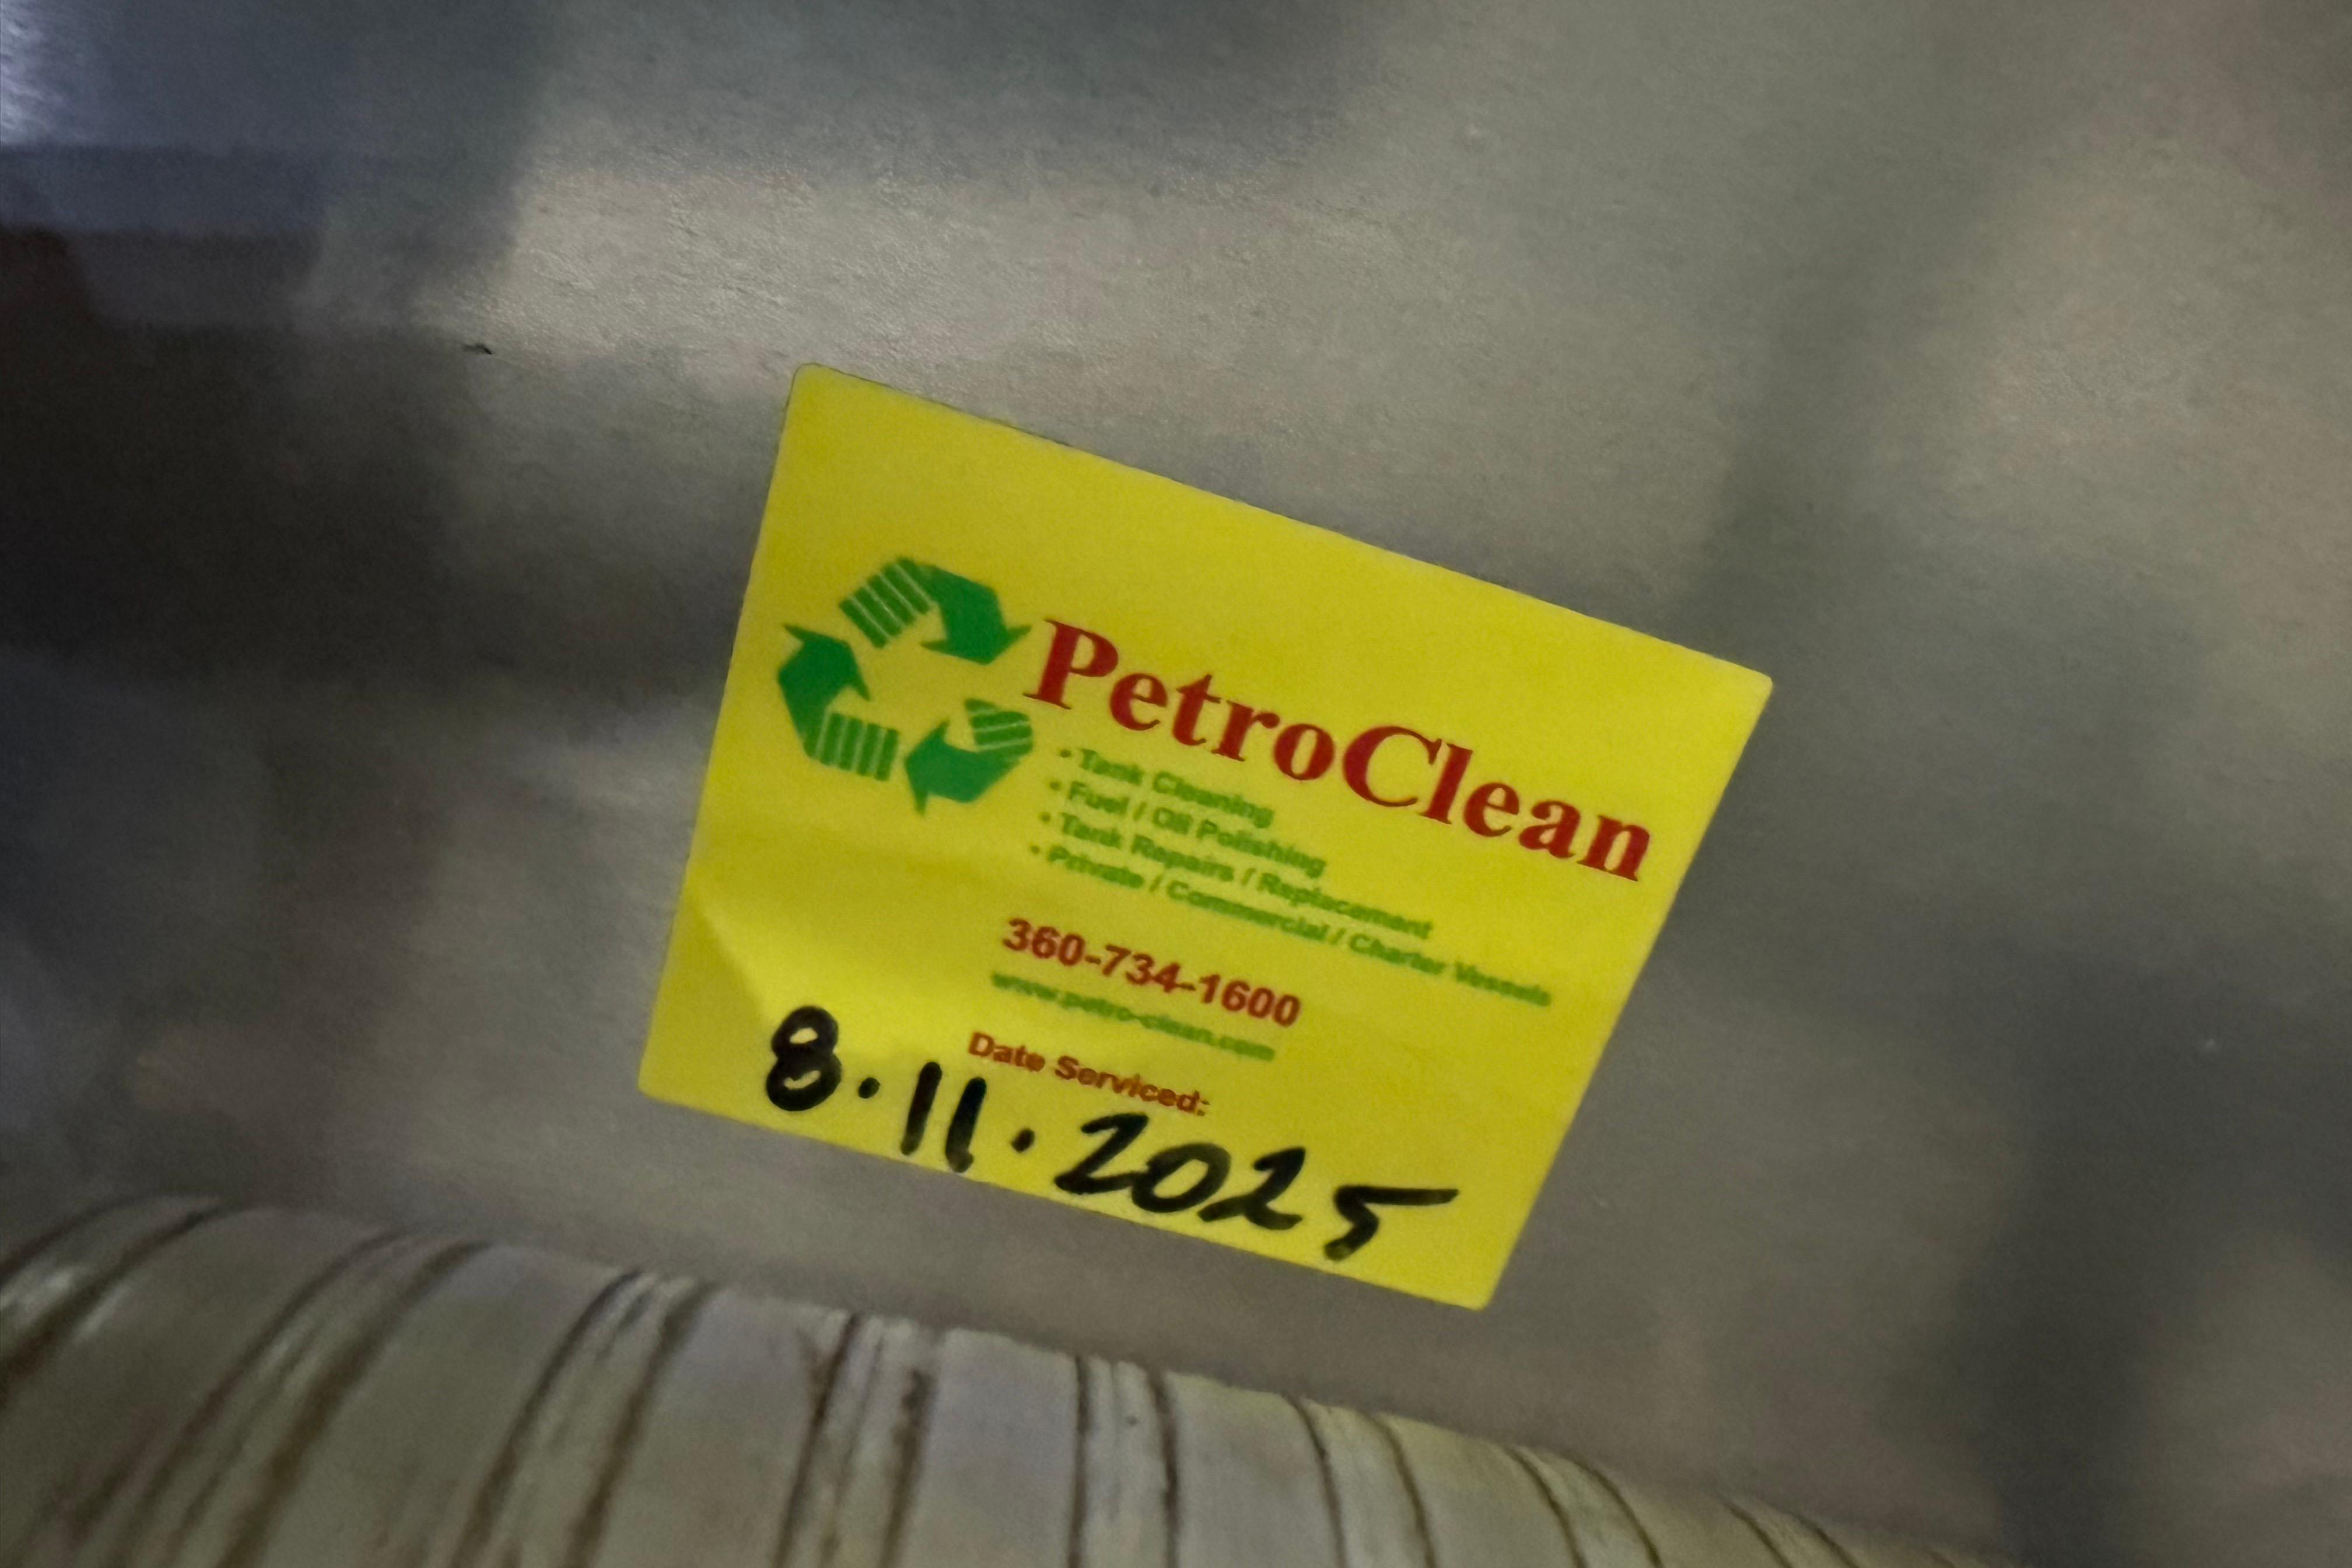 PetroClean
• Tank Cleaning
• Fuel / Oil Polishing
• Tank Repairs / Replacement
• Private / Commercial / Charter Vessels
360-734-1600
www.petro-clean.com
Date Serviced:
8.11.2025